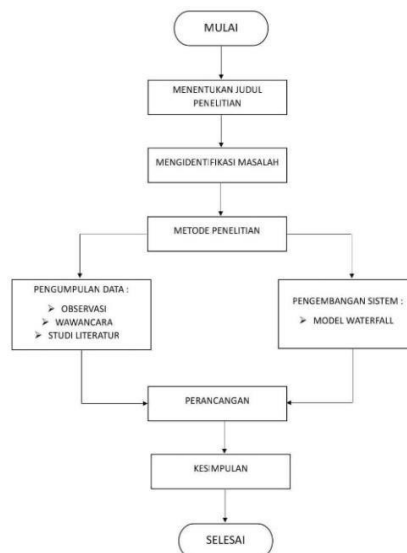 MULAI
MENENTUKAN JUDUL
PENELITIAN
MENGIDENTIFIKASI MASALAH
METODE PENELITIAN
PENGUMPULAN DATA :
➢ OBSERVASI
➢ WAWANCARA
➢ STUDI LITERATUR
PENGEMBANGAN SISTEM :
➢ MODEL WATERFALL
PERANCANGAN
KESIMPULAN
SELESAI